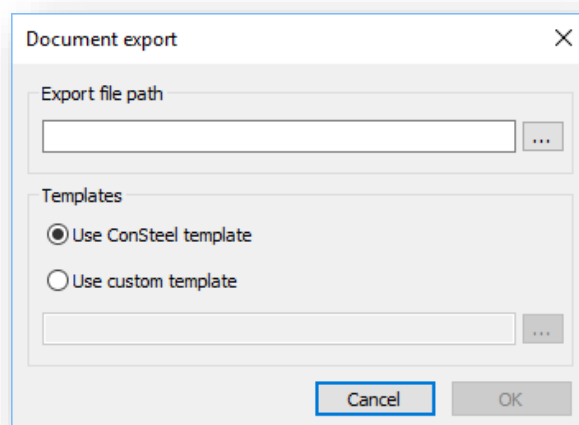 Document export
Export file path
...
Templates
Use ConSteel template
Use custom template
...
Cancel
OK